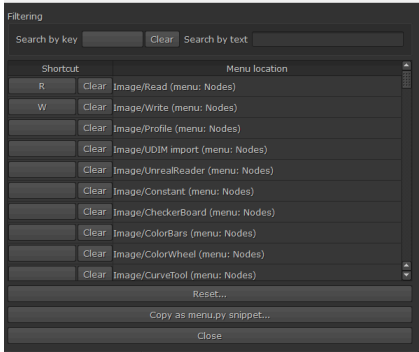 Filtering
Search by key Clear Search by text
Shortcut Menu location
R Clear Image/Read (menu: Nodes)
W Clear Image/Write (menu: Nodes)
Clear Image/Profile (menu: Nodes)
Clear Image/UDIM import (menu: Nodes)
Clear Image/UnrealReader (menu: Nodes)
Clear Image/Constant (menu: Nodes)
Clear Image/CheckerBoard (menu: Nodes)
Clear Image/ColorBars (menu: Nodes)
Clear Image/ColorWheel (menu: Nodes)
Clear Image/CurveTool (menu: Nodes)
Reset...
Copy as menu.py snippet...
Close